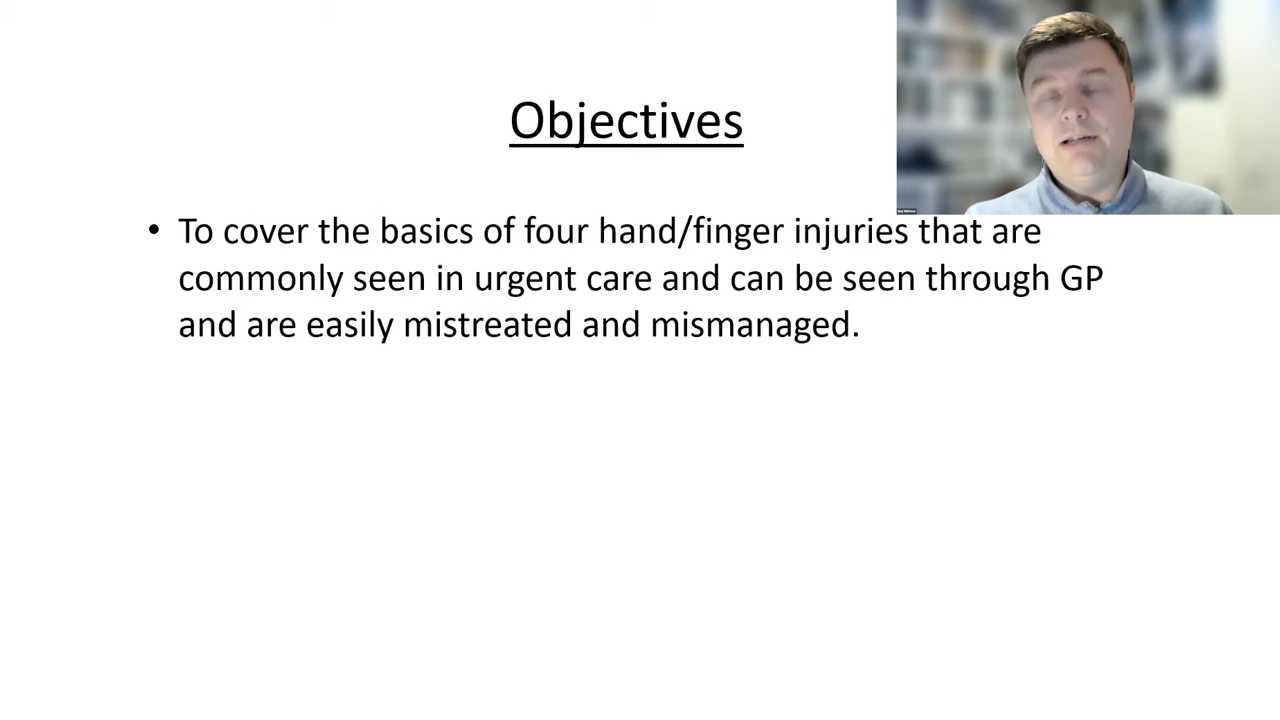 Objectives
• To cover the basics of four hand/finger injuries that are
commonly seen in urgent care and can be seen through GP
and are easily mistreated and mismanaged.